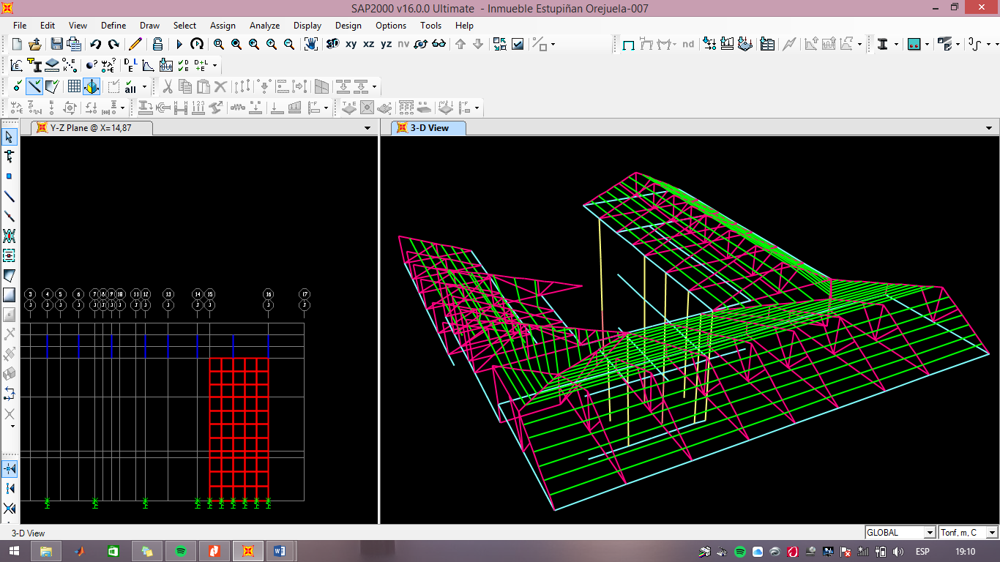 SAP2000 v16.0.0 Ultimate - Inmueble Estupiñan Orejuela-007
File Edit View Define Draw Select Assign Analyze Display Design Options Tools Help
3D xy xz yz nv nd
all
Y-Z Plane @ X=14,87
3-D View
3 4 5 6 7 8 9 10 11 12 13 14 15 16 17
J J J J J J J J J J J J J J J
3-D View
GLOBAL
Tonf, m, C
ESP
19:10